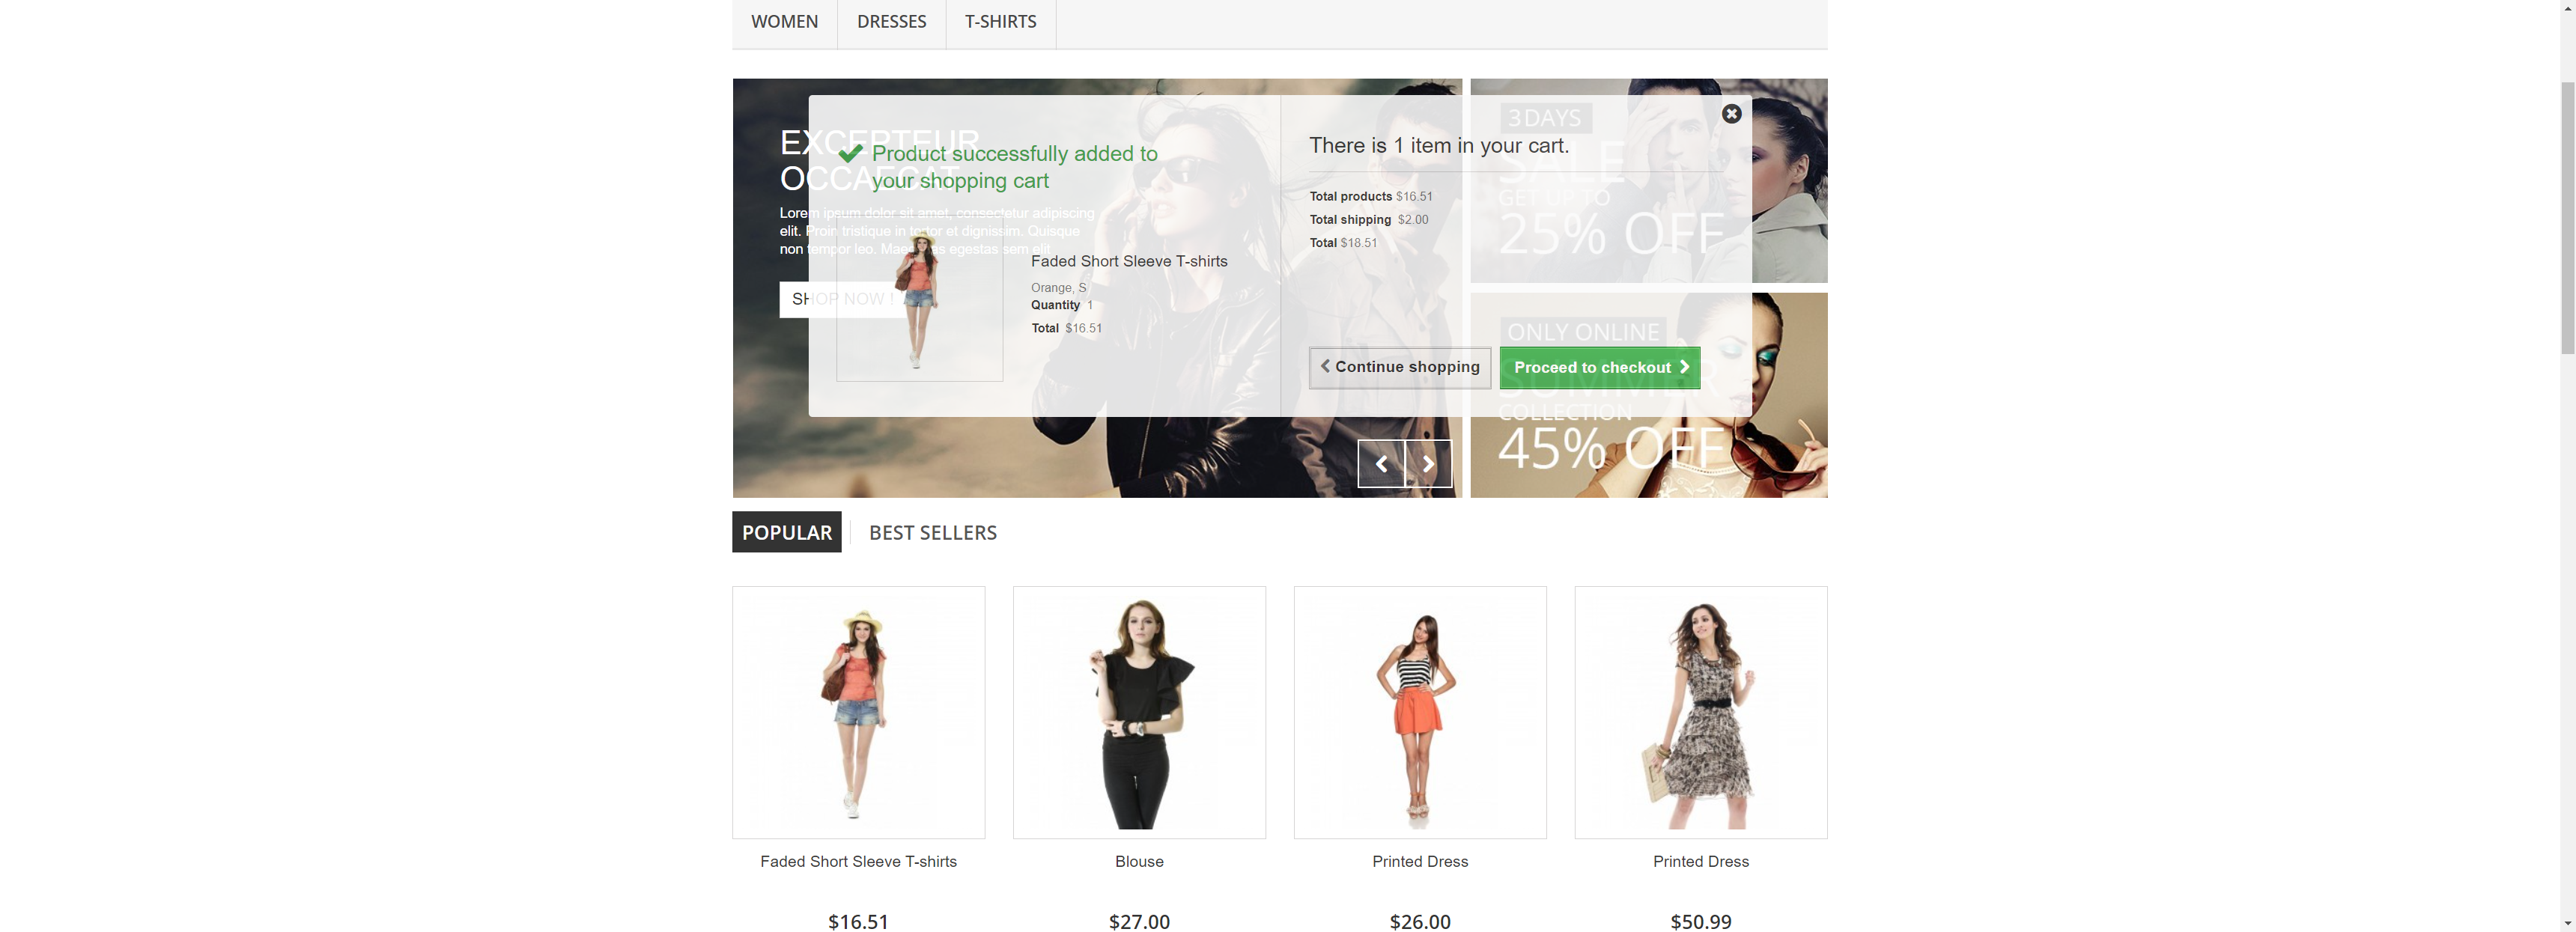 WOMEN
DRESSES
T-SHIRTS
EXCEPTEUR
OCCAECAT
Lorem ipsum dolor sit amet, consectetur adipiscing
elit. Proin tristique in tortor et dignissim. Quisque
non tempor leo. Maecenas egestas sem elit
SHOP NOW !
Product successfully added to
your shopping cart
Faded Short Sleeve T-shirts
Orange, S
Quantity 1
Total $16.51
There is 1 item in your cart.
Total products $16.51
Total shipping $2.00
Total $18.51
Continue shopping
Proceed to checkout
3 DAYS
SALE
GET UP TO
25% OFF
ONLY ONLINE
SUMMER
COLLECTION
45% OFF
POPULAR
BEST SELLERS
Faded Short Sleeve T-shirts
Blouse
Printed Dress
Printed Dress
$16.51
$27.00
$26.00
$50.99